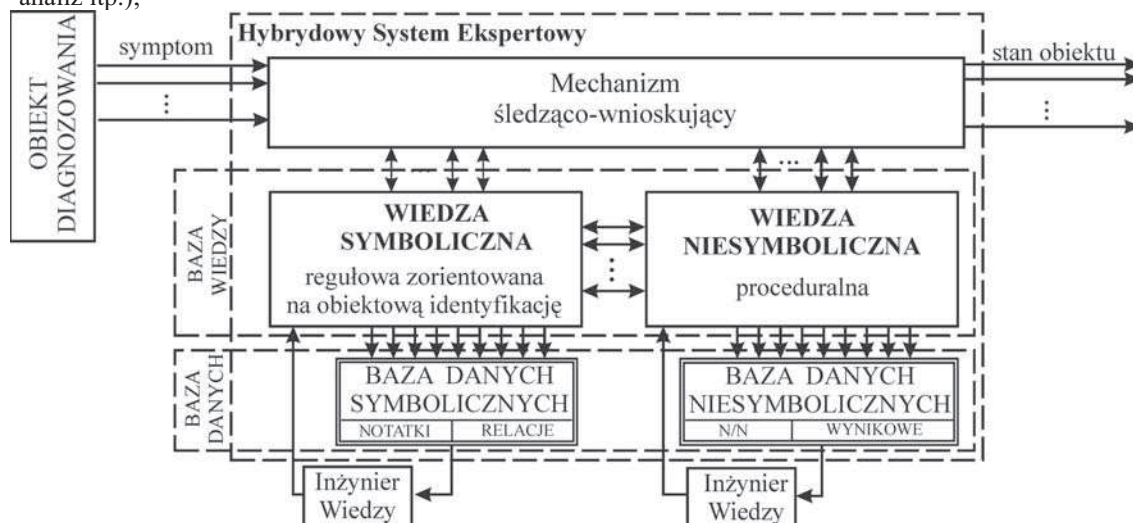 analiz itp.);
OBIEKT
DIAGNOZOWANIA
symptom
...
Hybrydowy System Ekspertowy
Mechanizm
śledząco-wnioskujący
stan obiektu
...
...
...
BAZA
WIEDZY
WIEDZA
SYMBOLICZNA
regułowa zorientowana
na obiektową identyfikację
...
WIEDZA
NIESYMBOLICZNA
proceduralna
BAZA
DANYCH
BAZA DANYCH
SYMBOLICZNYCH
NOTATKI RELACJE
BAZA DANYCH
NIESYMBOLICZNYCH
N/N WYNIKOWE
Inżynier
Wiedzy
Inżynier
Wiedzy